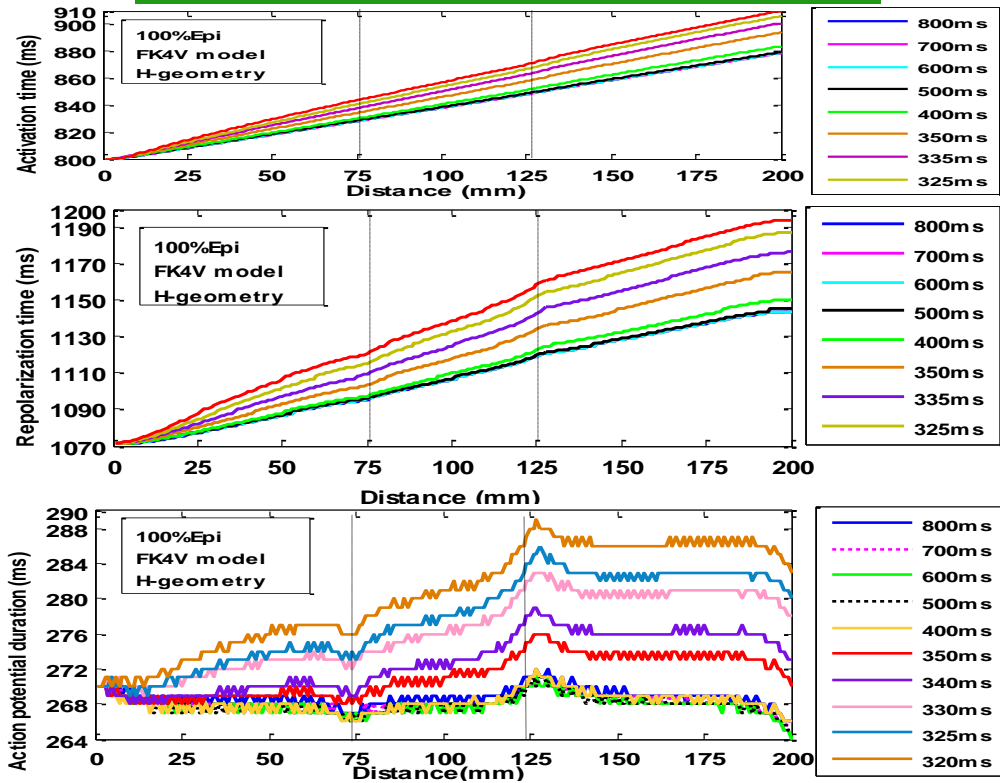 Activation time (ms)
910
880
860
840
820
800
100%Epi
FK4V model
H-geometry
0
25
50
75
100
125
150
175
200
Distance (mm)
800ms
700ms
600ms
500ms
400ms
350ms
335ms
325ms
Repolarization time (ms)
1200
1190
1170
1150
1130
1110
1090
1070
100%Epi
FK4V model
H-geometry
0
25
50
75
100
125
150
175
200
Distance (mm)
800ms
700ms
600ms
500ms
400ms
350ms
335ms
325ms
Action potential duration (ms)
290
288
284
280
276
272
268
264
100%Epi
FK4V model
H-geometry
0
25
50
75
100
125
150
175
200
Distance(mm)
800ms
700ms
600ms
500ms
400ms
350ms
340ms
330ms
325ms
320ms